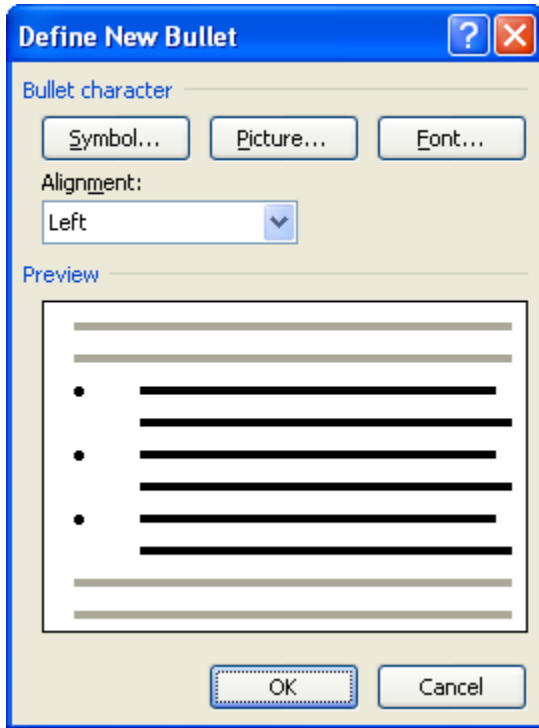 Define New Bullet
Bullet character
Symbol... Picture... Font...
Alignment:
Left
Preview
OK Cancel